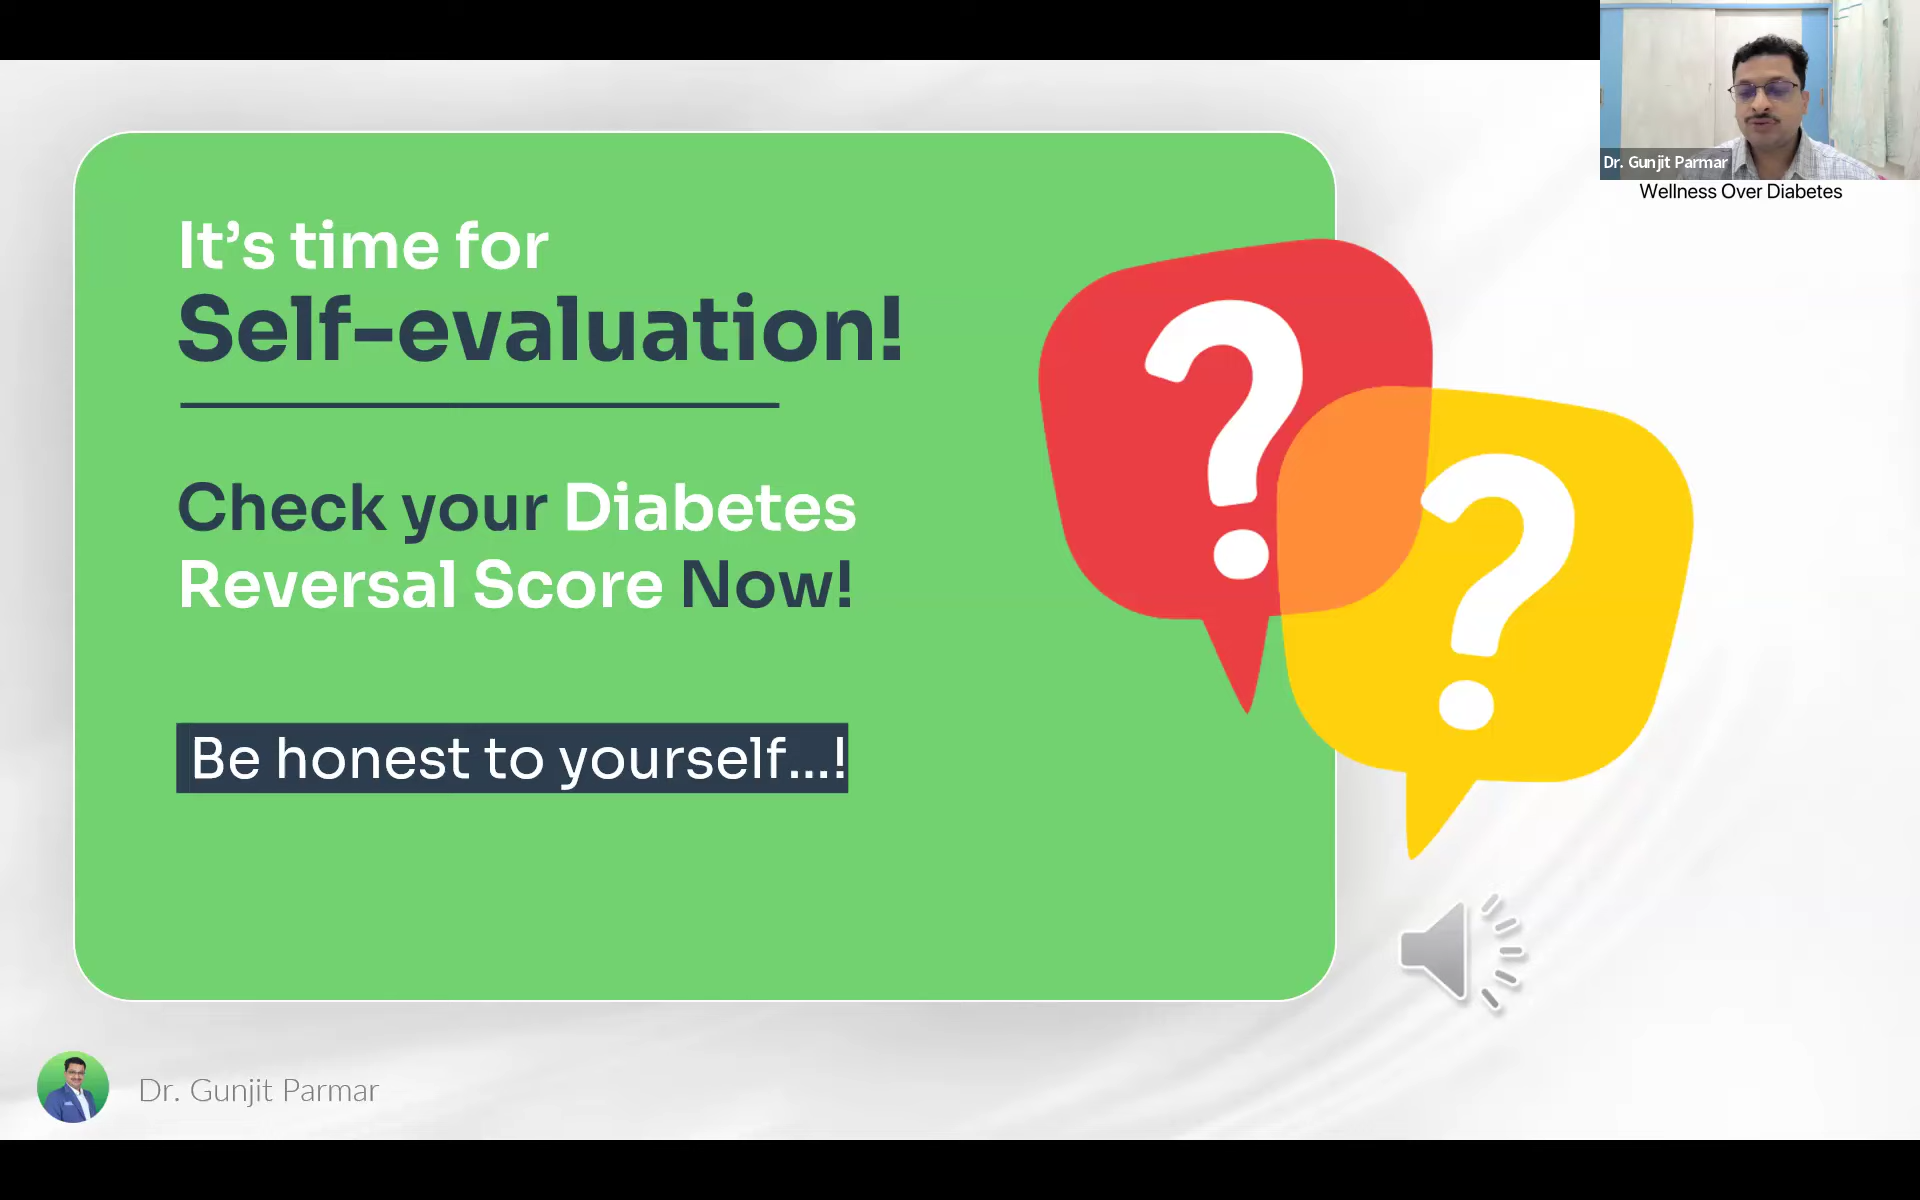 It's time for
Self-evaluation!
Check your Diabetes
Reversal Score Now!
Be honest to yourself...!
Dr. Gunjit Parmar
Wellness Over Diabetes
Dr. Gunjit Parmar